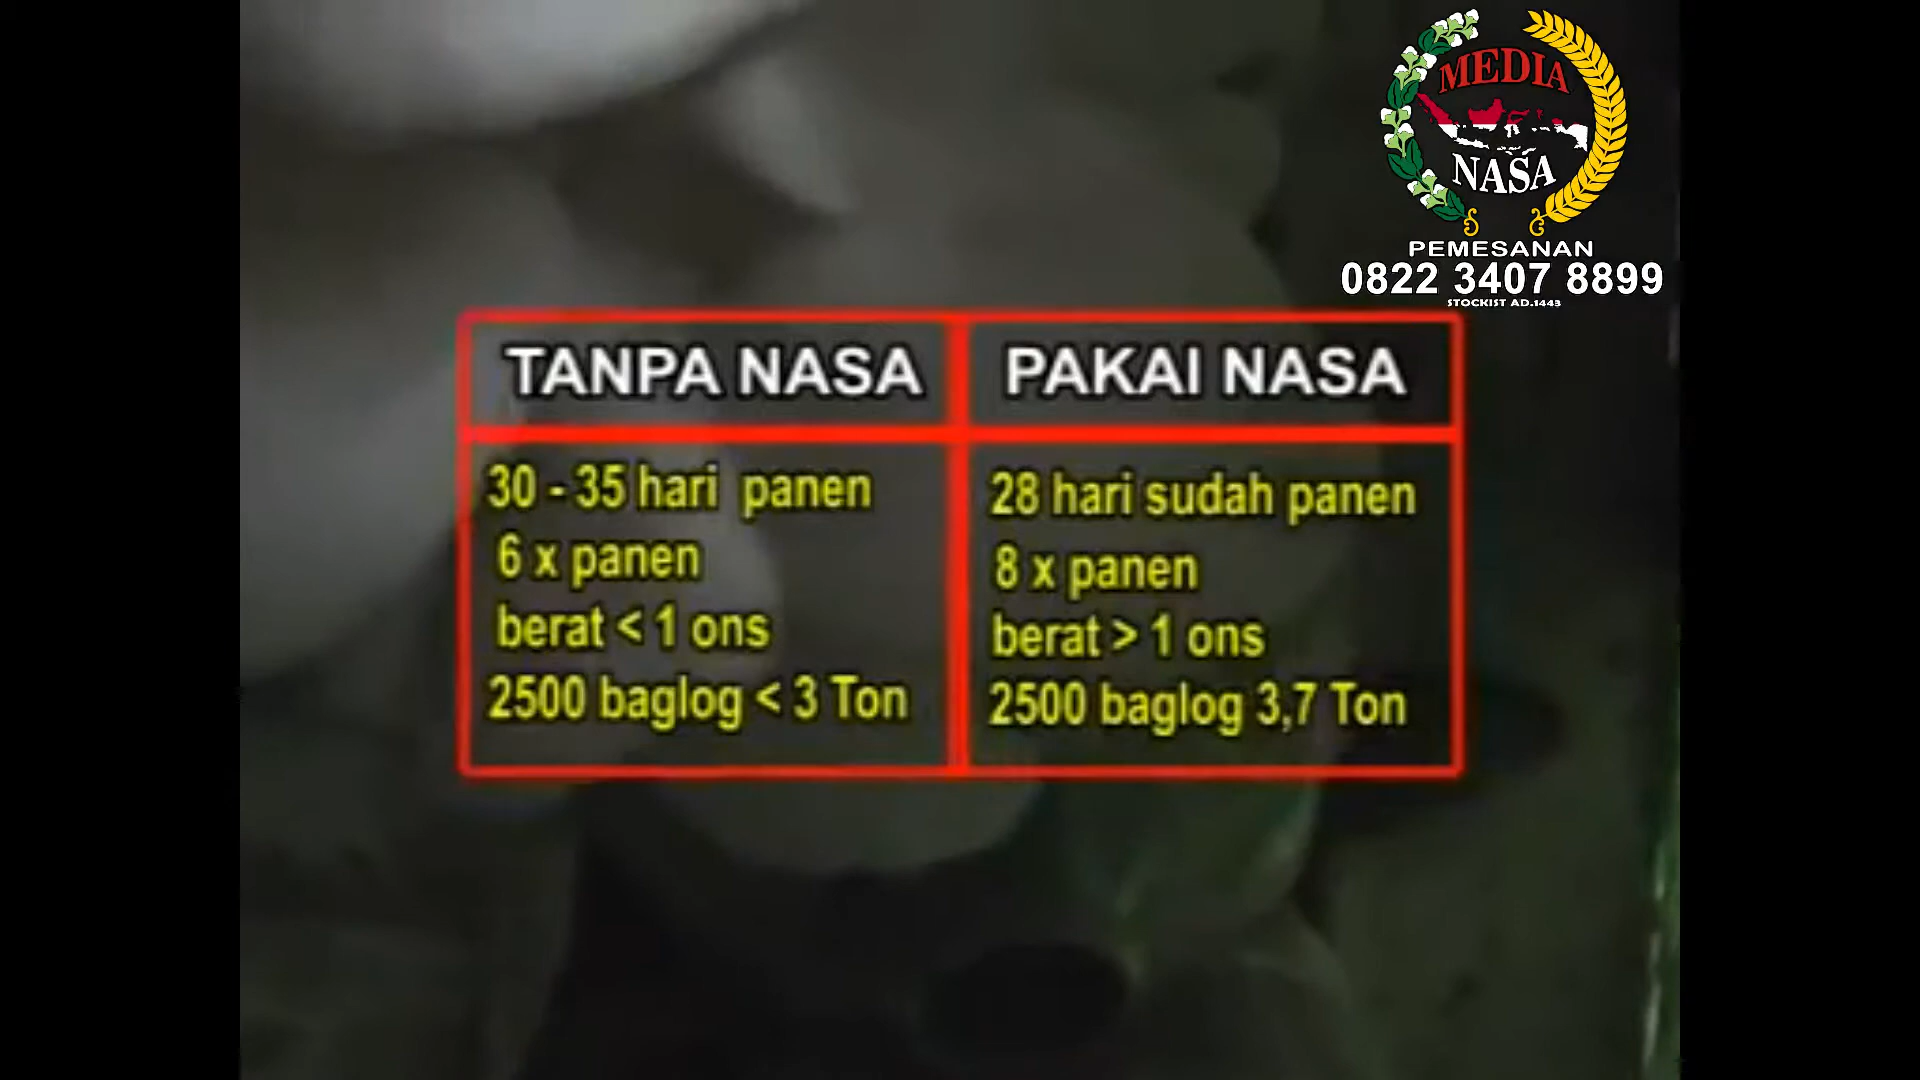 MEDIA
NASA
PEMESANAN
0822 3407 8899
STOCKIST AD.1443
TANPA NASA
PAKAI NASA
30 - 35 hari panen
6 x panen
berat < 1 ons
2500 baglog < 3 Ton
28 hari sudah panen
8 x panen
berat > 1 ons
2500 baglog 3,7 Ton